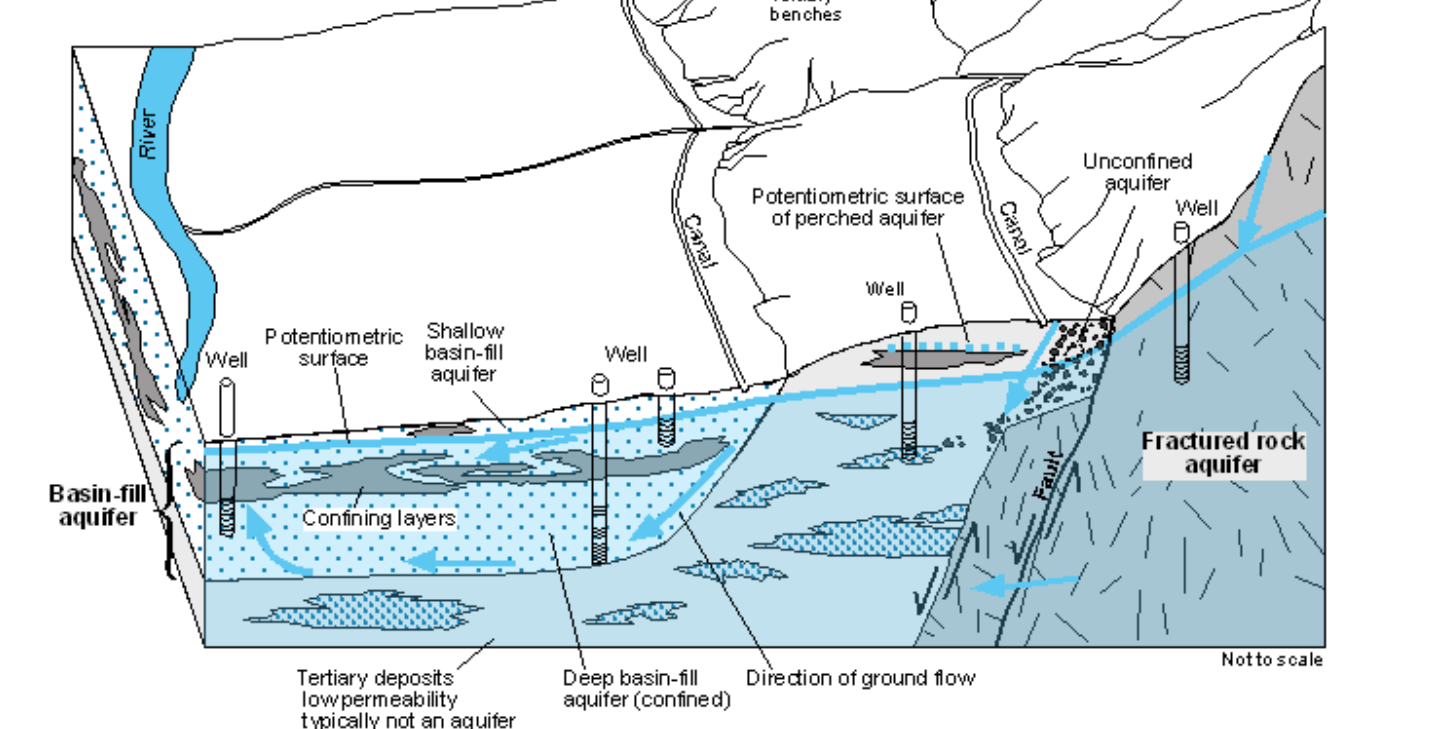 benches
River
Unconfined
aquifer
Potentiometric surface
of perched aquifer
Well
Canal
Canal
Well
Potentiometric
surface
Shallow
basin-fill
aquifer
Well
Well
Fractured rock
aquifer
Fault
Basin-fill
aquifer
Confining layers
Not to scale
Tertiary deposits
low permeability
typically not an aquifer
Deep basin-fill
aquifer (confined)
Direction of ground flow